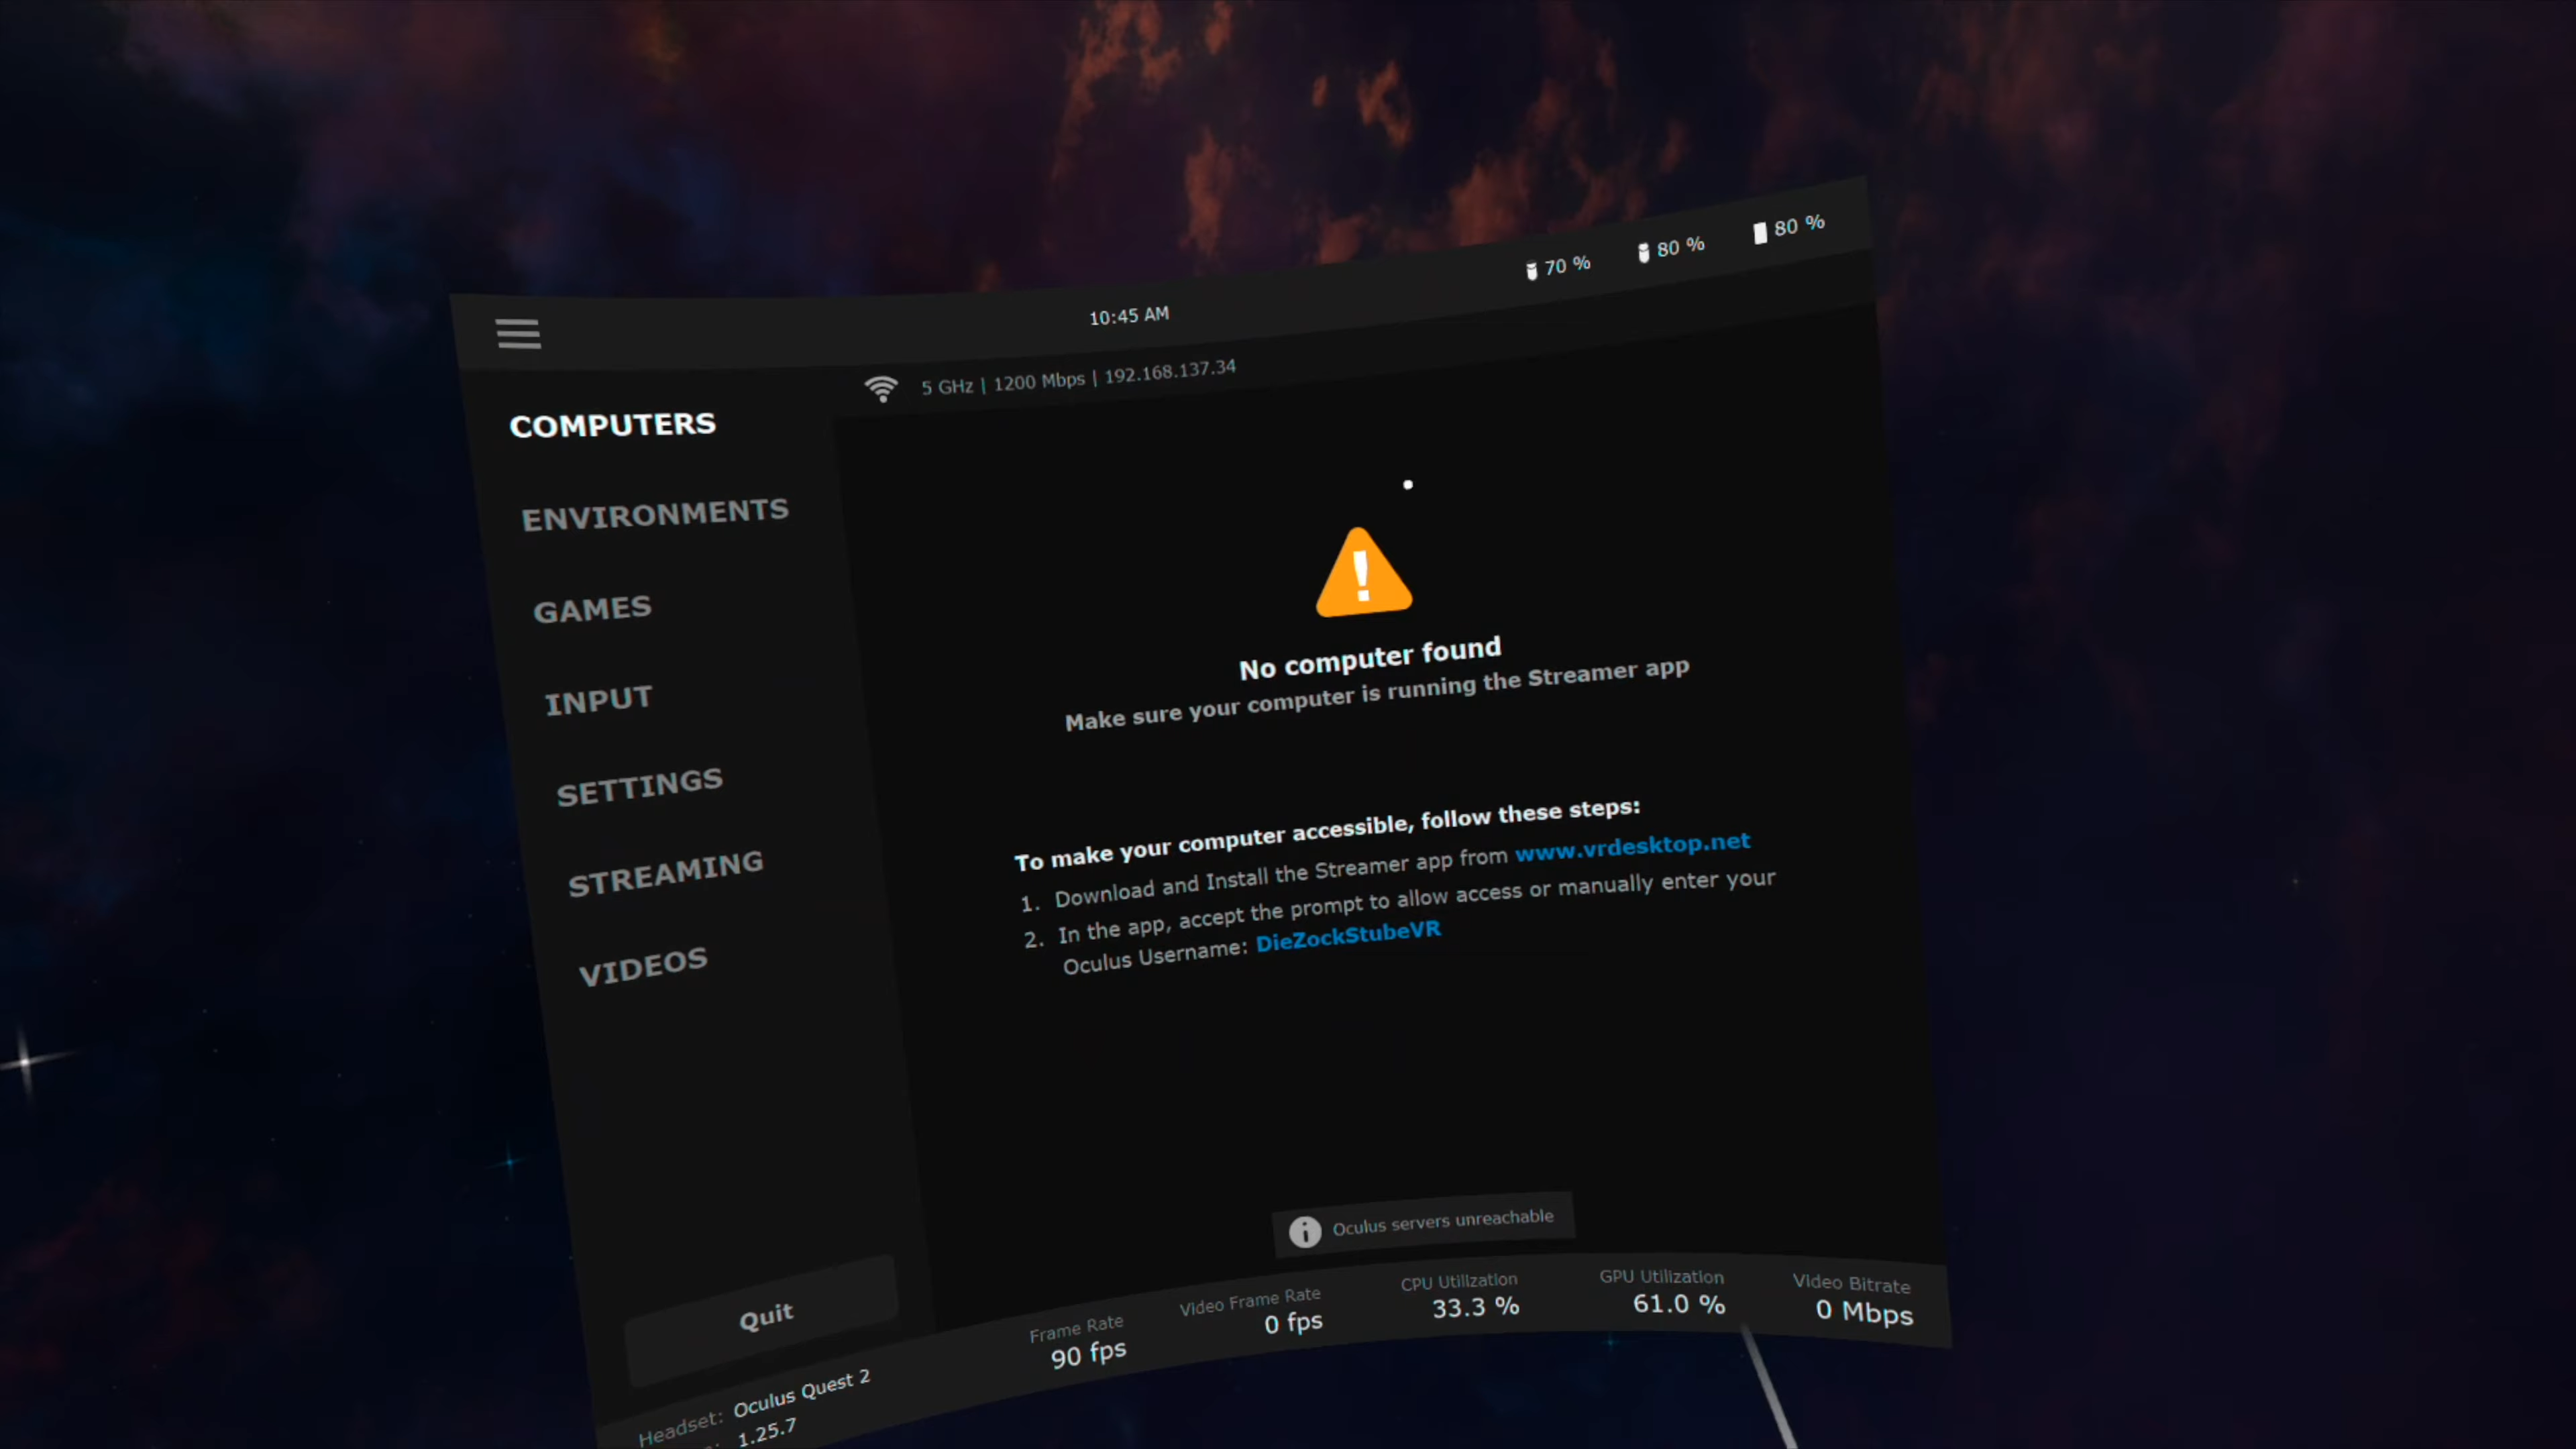 70 %
80 %
80 %
10:45 AM
5 GHz | 1200 Mbps | 192.168.137.34
COMPUTERS
ENVIRONMENTS
GAMES
INPUT
SETTINGS
STREAMING
VIDEOS
Quit
No computer found
Make sure your computer is running the Streamer app
To make your computer accessible, follow these steps:
1. Download and Install the Streamer app from www.vrdesktop.net
2. In the app, accept the prompt to allow access or manually enter your
Oculus Username: DieZockStubeVR
Oculus servers unreachable
Frame Rate
90 fps
Video Frame Rate
0 fps
CPU Utilization
33.3 %
GPU Utilization
61.0 %
Video Bitrate
0 Mbps
Headset: Oculus Quest 2
1.25.7